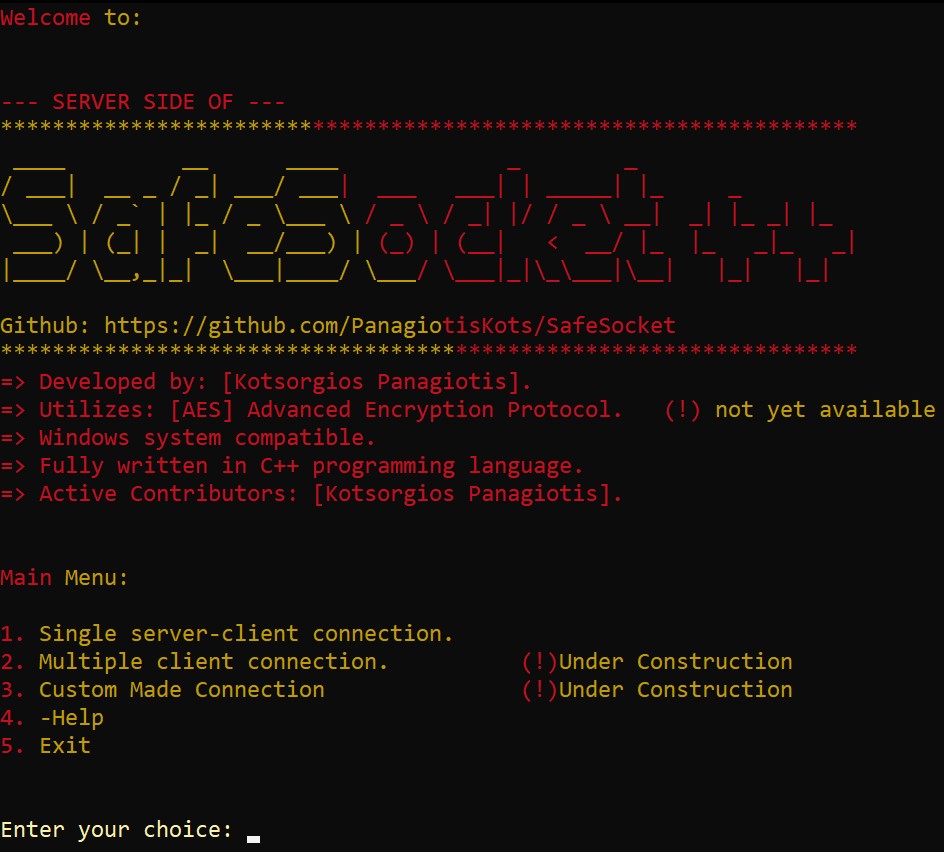 Welcome to:
--- SERVER SIDE OF ---
******************************************************************
SafeSocket++
Github: https://github.com/PanagiotisKots/SafeSocket
******************************************************************
=> Developed by: [Kotsorgios Panagiotis].
=> Utilizes: [AES] Advanced Encryption Protocol. (!) not yet available
=> Windows system compatible.
=> Fully written in C++ programming language.
=> Active Contributors: [Kotsorgios Panagiotis].
Main Menu:
1. Single server-client connection.
2. Multiple client connection. (!)Under Construction
3. Custom Made Connection (!)Under Construction
4. -Help
5. Exit
Enter your choice: